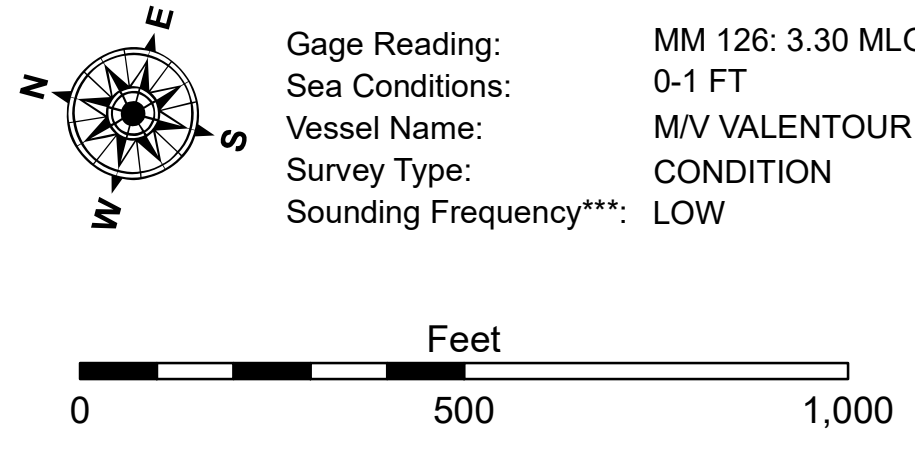 E
N
S
W
Gage Reading: MM 126: 3.30
Sea Conditions: 0-1 FT
Vessel Name: M/V VALENTOUR
Survey Type: CONDITION
Sounding Frequency***: LOW
Feet
0 500 1,000